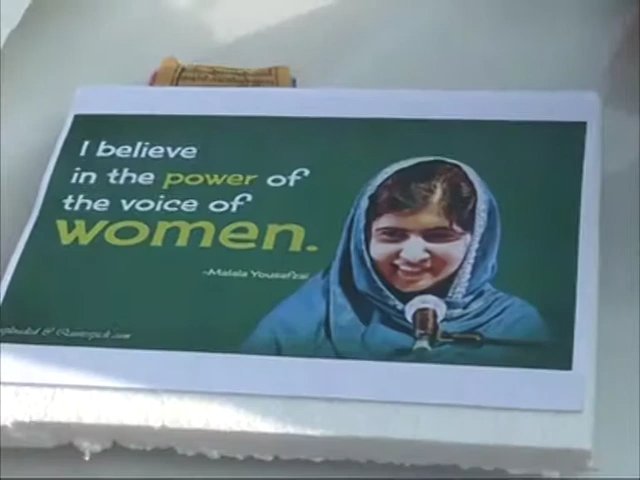 I believe
in the power of
the voice of
women.
-Malala Yousafzai